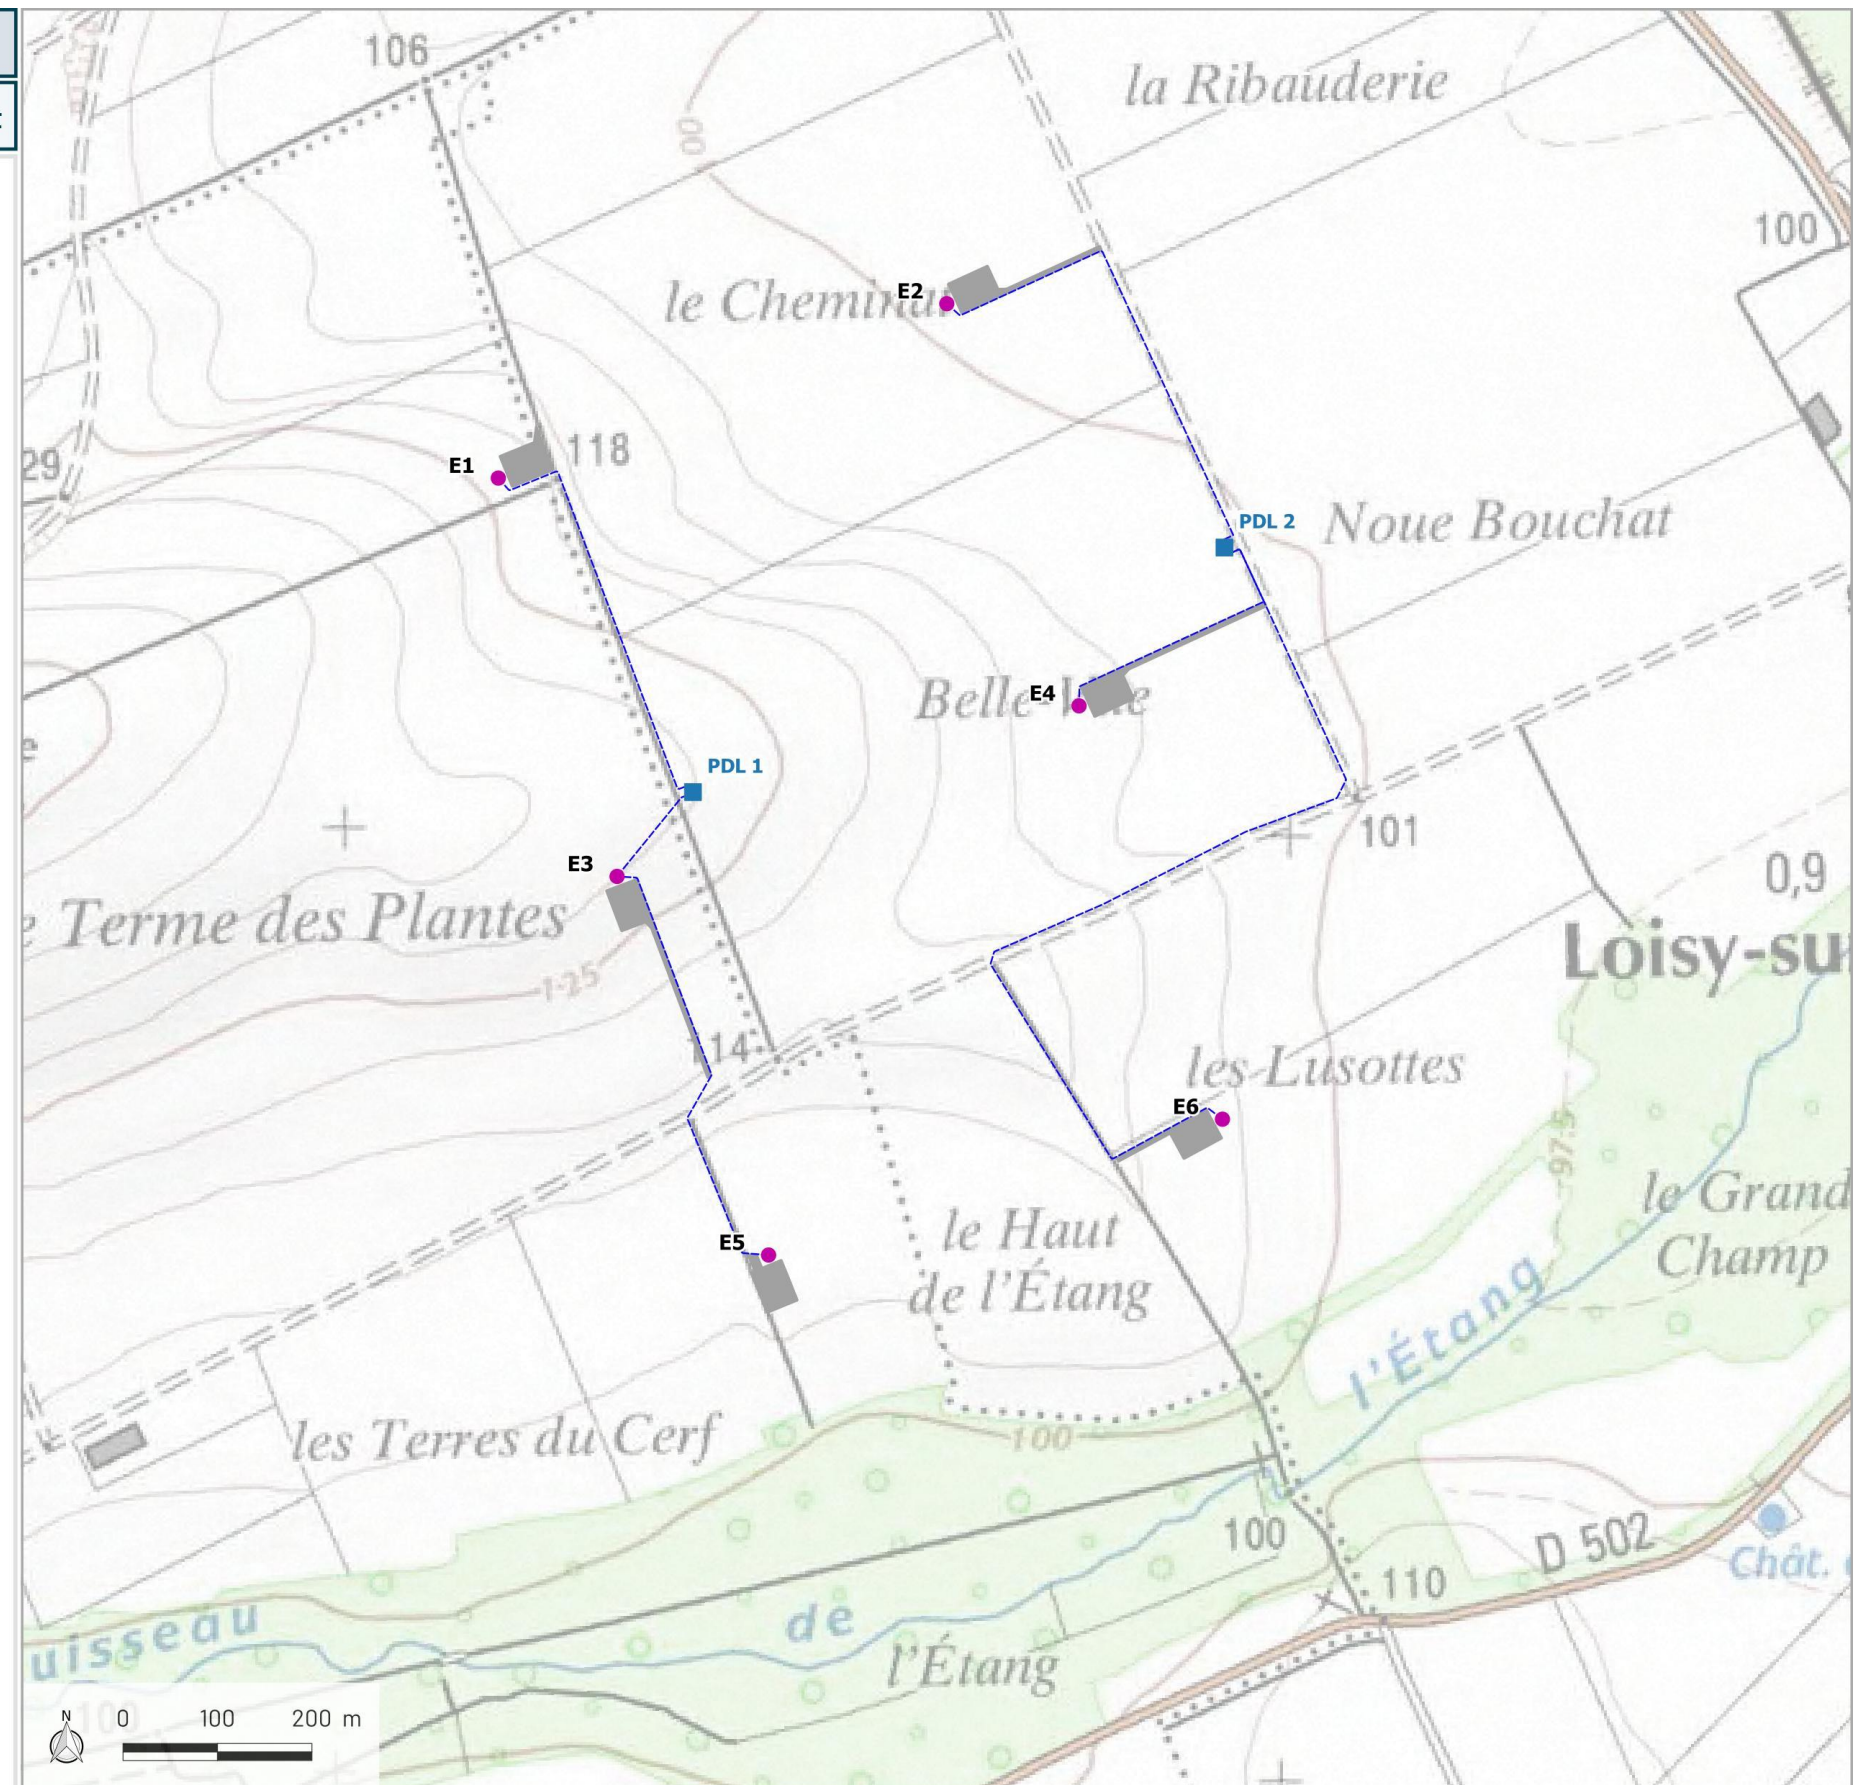 106
la Ribauderie
00
100
E2
le Cheminat
E1
118
29
PDL 2
Noue Bouchat
E4
Belle-Vue
PDL 1
101
E3
0,9
e Terme des Plantes
Loisy-su
125
114
les Lusottes
E6
97.5
le Grand
Champ
E5
le Haut
de l'Étang
l'Étang
les Terres du Cerf
100
100
D 502
110
Chât.
uisseau
de
l'Étang
100
N
0 100 200 m